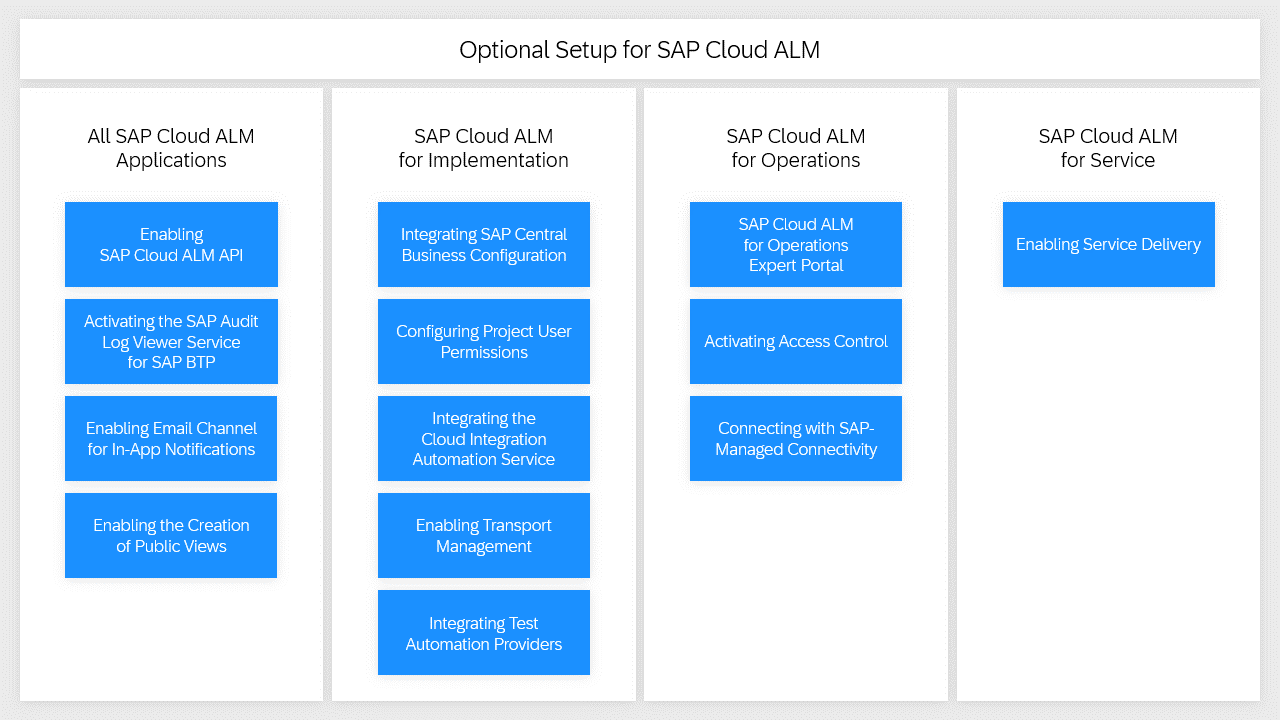 Optional Setup for SAP Cloud ALM
All SAP Cloud ALM
Applications
Enabling
SAP Cloud ALM API
Activating the SAP Audit
Log Viewer Service
for SAP BTP
Enabling Email Channel
for In-App Notifications
Enabling the Creation
of Public Views
SAP Cloud ALM
for Implementation
Integrating SAP Central
Business Configuration
Configuring Project User
Permissions
Integrating the
Cloud Integration
Automation Service
Enabling Transport
Management
Integrating Test
Automation Providers
SAP Cloud ALM
for Operations
SAP Cloud ALM
for Operations
Expert Portal
Activating Access Control
Connecting with SAP-
Managed Connectivity
SAP Cloud ALM
for Service
Enabling Service Delivery